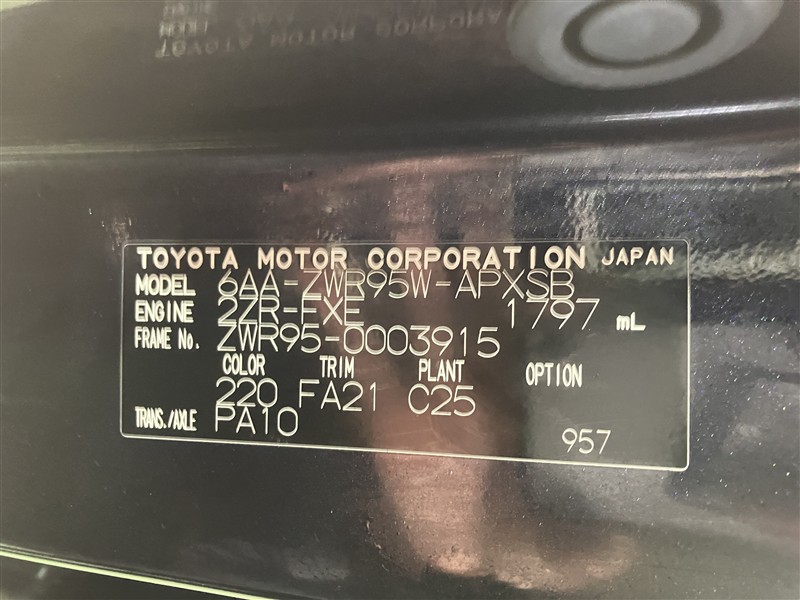 TOYOTA MOTOR CORPORATION JAPAN
MODEL 6AA-ZWR95W-APXSB
ENGINE 2ZR-FXE 1797 mL
FRAME No. ZWR95-0003915
COLOR TRIM PLANT OPTION
220 FA21 C25
TRANS./AXLE PA10
957